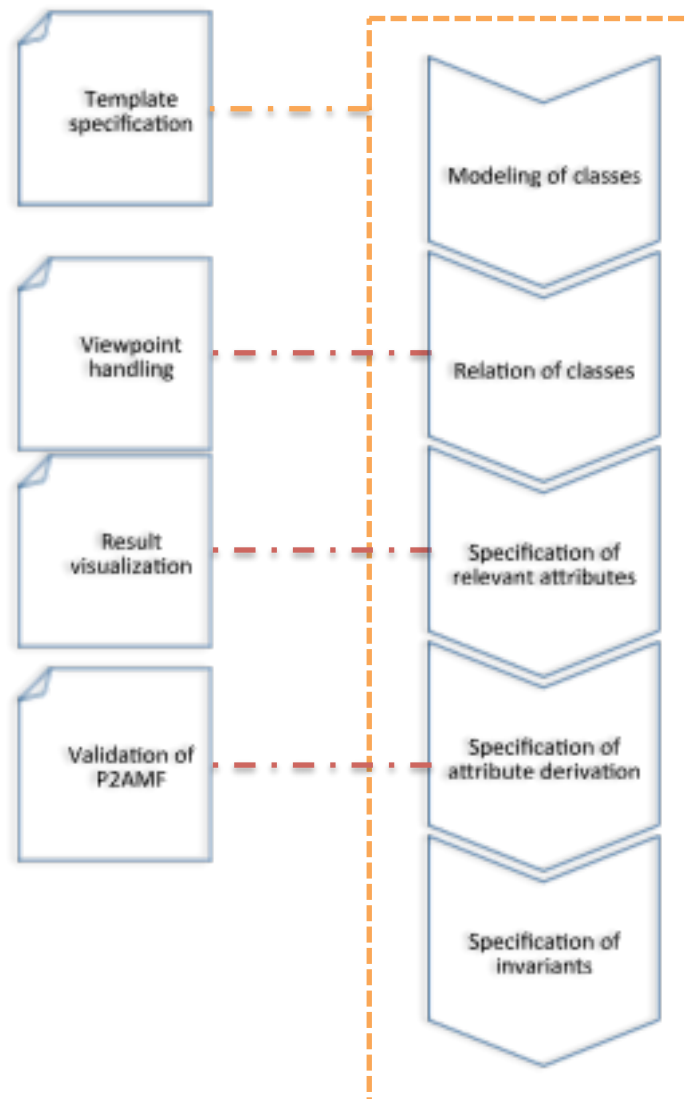 Template
specification
Viewpoint
handling
Result
visualization
Validation of
P2AMF
Modeling of classes
Relation of classes
Specification of
relevant attributes
Specification of
attribute derivation
Specification of
invariants